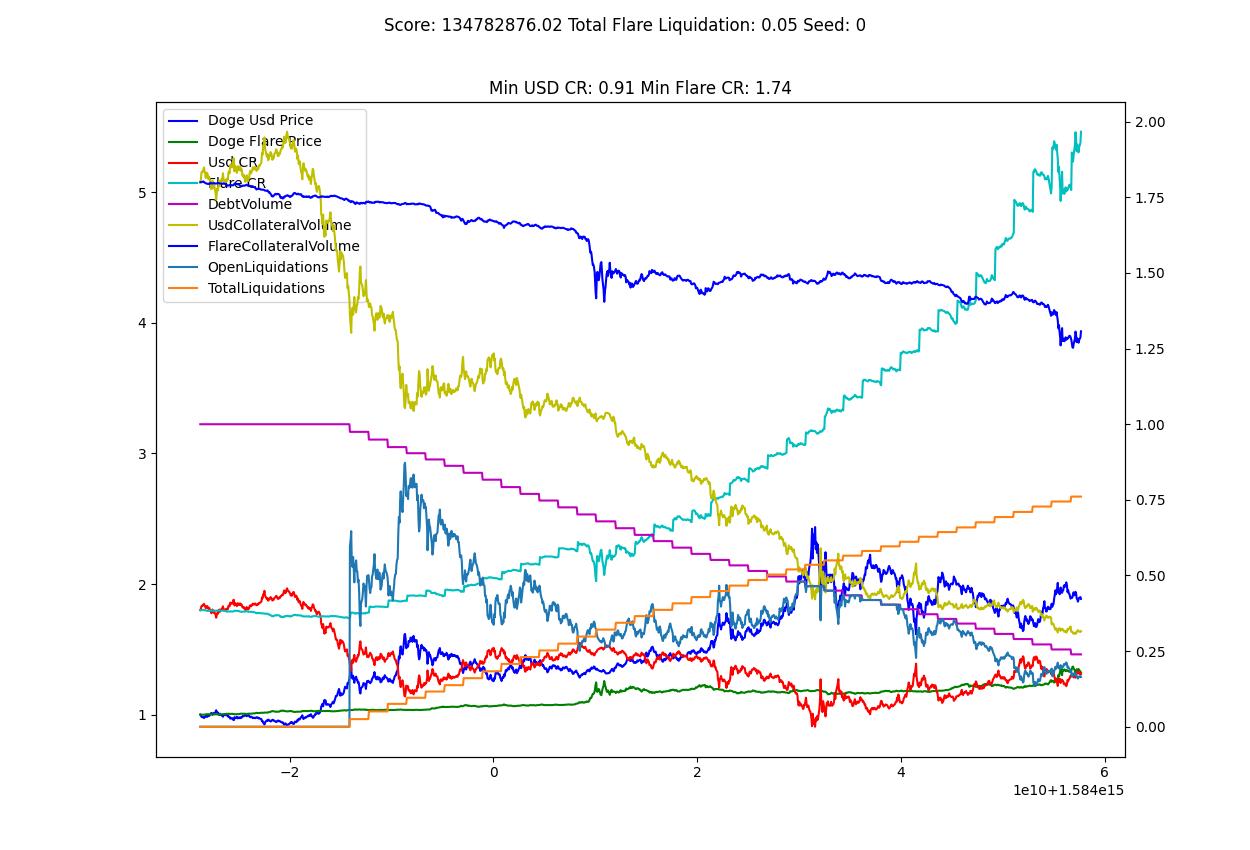 Score: 134782876.02 Total Flare Liquidation: 0.05 Seed: 0
Min USD CR: 0.91 Min Flare CR: 1.74
Doge Usd Price
Doge Flare Price
Usd CR
Flare CR
DebtVolume
UsdCollateralVolume
FlareCollateralVolume
OpenLiquidations
TotalLiquidations
5
4
3
2
1
2.00
1.75
1.50
1.25
1.00
0.75
0.50
0.25
0.00
−2
0
2
4
6
1e10+1.584e15